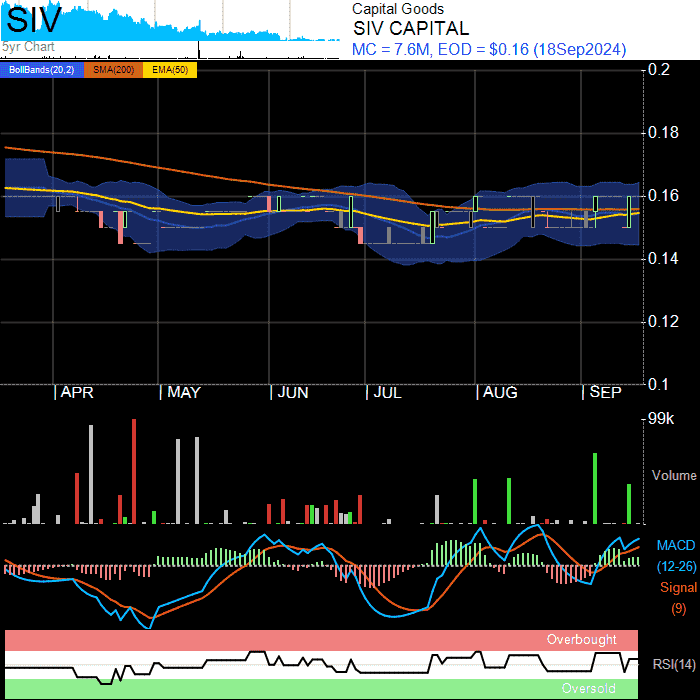 SIV
5yr Chart
Capital Goods
SIV CAPITAL
MC = 7.6M, EOD = $0.16 (18Sep2024)
BollBands(20,2) SMA(200) EMA(50)
0.2
0.18
0.16
0.14
0.12
0.1
APR MAY JUN JUL AUG SEP
99k
Volume
MACD
(12-26)
Signal
(9)
Overbought
RSI(14)
Oversold